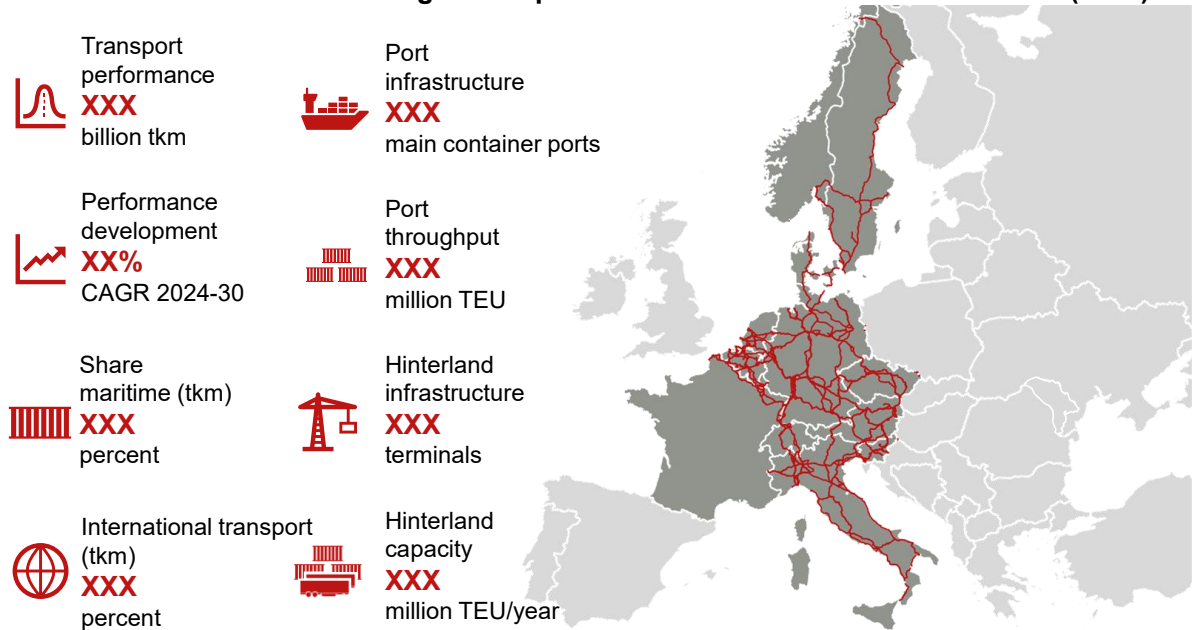 Transport
performance
XXX
billion tkm
Port
infrastructure
XXX
main container ports
Performance
development
XX%
CAGR 2024-30
Port
throughput
XXX
million TEU
Share
maritime (tkm)
XXX
percent
Hinterland
infrastructure
XXX
terminals
International transport
(tkm)
XXX
percent
Hinterland
capacity
XXX
million TEU/year